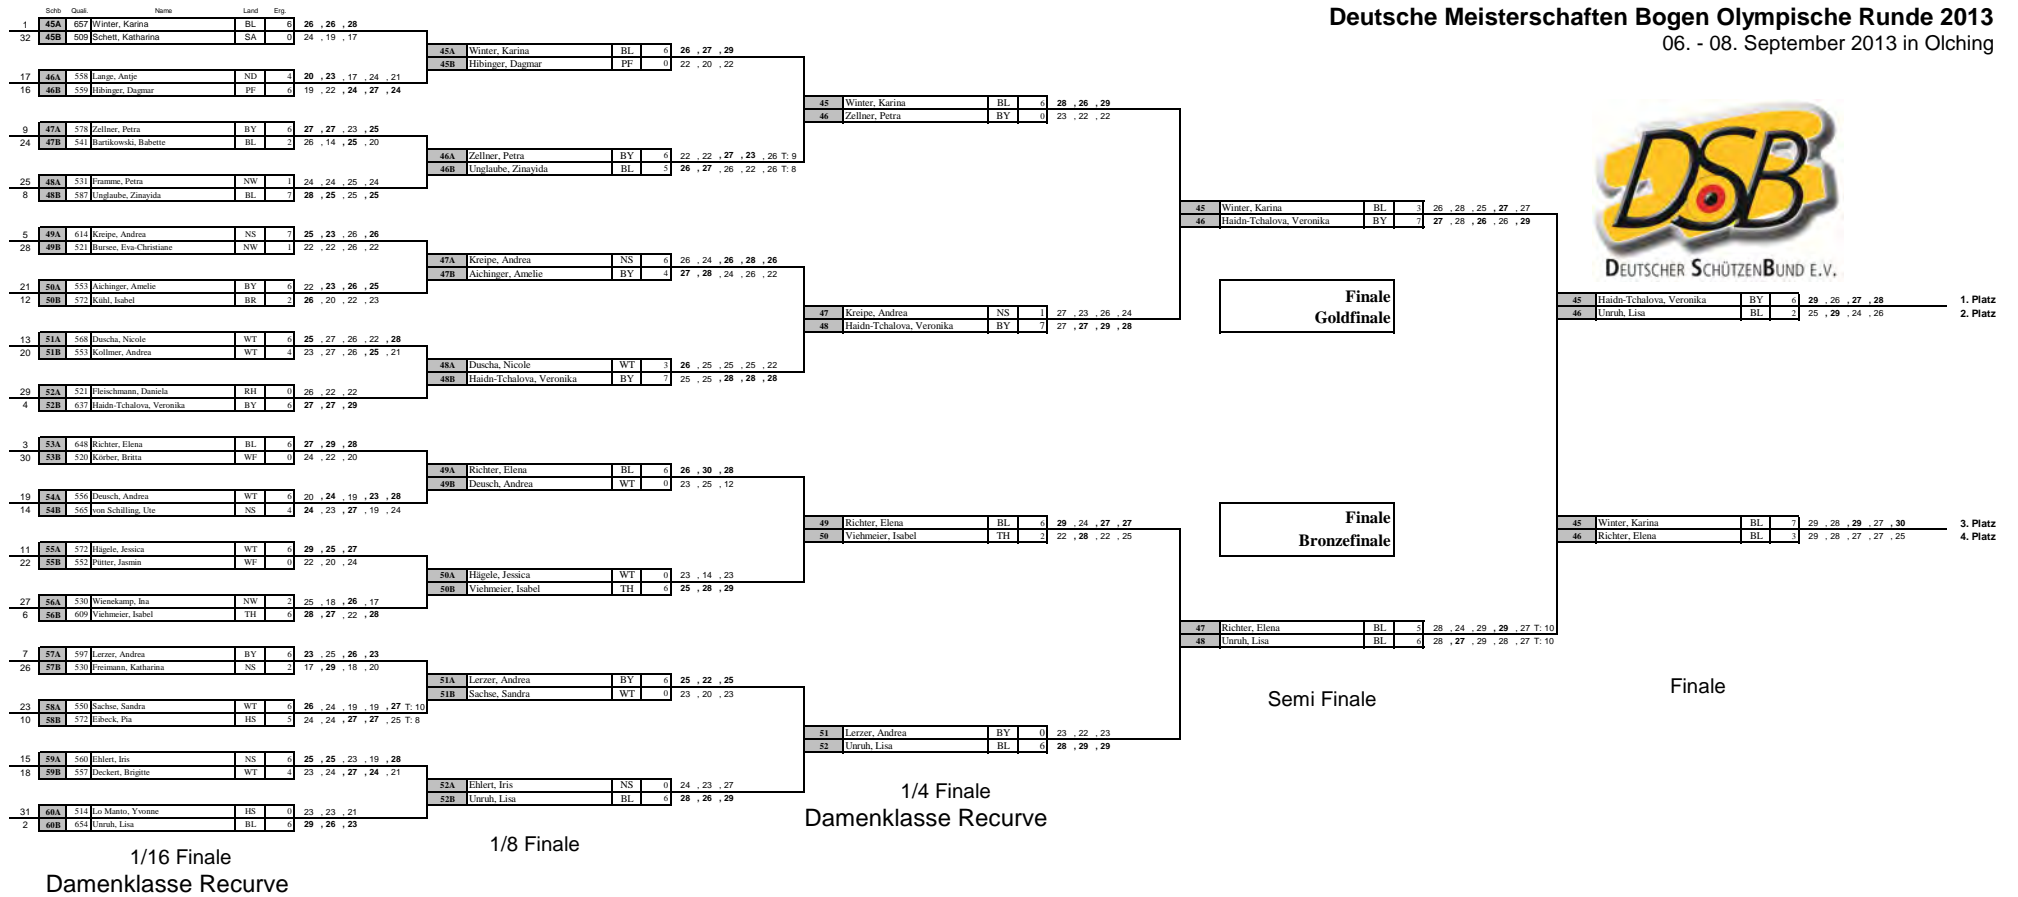 Deutsche Meisterschaften Bogen Olympische Runde 2013
06. - 08. September 2013 in Olching
Schb Quali. Name Land Erg.
1 45A 657 Winter, Karina BL 6 26 , 26 , 28
32 45B 509 Schett, Katharina SA 0 24 , 19 , 17
17 46A 558 Lange, Antje ND 4 20 , 23 , 17 , 24 , 21
16 46B 559 Hibinger, Dagmar PF 6 19 , 22 , 24 , 27 , 24
9 47A 578 Zellner, Petra BY 6 27 , 27 , 23 , 25
24 47B 541 Bartikowski, Babette BL 2 26 , 14 , 25 , 20
25 48A 531 Framme, Petra NW 1 24 , 24 , 25 , 24
8 48B 587 Unglaube, Zinayida BL 7 28 , 25 , 25 , 25
5 49A 614 Kreipe, Andrea NS 7 25 , 23 , 26 , 26
28 49B 521 Bursee, Eva-Christiane NW 1 22 , 22 , 26 , 22
21 50A 553 Aichinger, Amelie BY 6 22 , 23 , 26 , 25
12 50B 572 Kühl, Isabel BR 2 26 , 20 , 22 , 23
13 51A 568 Duscha, Nicole WT 6 25 , 27 , 26 , 22 , 28
20 51B 553 Kollmer, Andrea WT 4 23 , 27 , 26 , 25 , 21
29 52A 521 Fleischmann, Daniela RH 0 26 , 22 , 22
4 52B 637 Haidn-Tchalova, Veronika BY 6 27 , 27 , 29
3 53A 648 Richter, Elena BL 6 27 , 29 , 28
30 53B 520 Körber, Britta WF 0 24 , 22 , 20
19 54A 556 Deusch, Andrea WT 6 20 , 24 , 19 , 23 , 28
14 54B 565 von Schilling, Ute NS 4 24 , 23 , 27 , 19 , 24
11 55A 572 Hägele, Jessica WT 6 29 , 25 , 27
22 55B 552 Pütter, Jasmin WF 0 22 , 20 , 24
27 56A 530 Wienekamp, Ina NW 2 25 , 18 , 26 , 17
6 56B 609 Viehmeier, Isabel TH 6 28 , 27 , 22 , 28
7 57A 597 Lerzer, Andrea BY 6 23 , 25 , 26 , 23
26 57B 530 Freimann, Katharina NS 2 17 , 29 , 18 , 20
23 58A 550 Sachse, Sandra WT 6 26 , 24 , 19 , 19 , 27 T: 10
10 58B 572 Eibeck, Pia HS 5 24 , 24 , 27 , 27 , 25 T: 8
15 59A 560 Ehlert, Iris NS 6 25 , 25 , 23 , 19 , 28
18 59B 557 Deckert, Brigitte WT 4 23 , 24 , 27 , 24 , 21
31 60A 514 Lo Manto, Yvonne HS 0 23 , 23 , 21
2 60B 654 Unruh, Lisa BL 6 29 , 26 , 23
1/16 Finale
Damenklasse Recurve
45A Winter, Karina BL 6 26 , 27 , 29
45B Hibinger, Dagmar PF 0 22 , 20 , 22
46A Zellner, Petra BY 6 22 , 22 , 27 , 23 , 26 T: 9
46B Unglaube, Zinayida BL 5 26 , 27 , 26 , 22 , 26 T: 8
47A Kreipe, Andrea NS 6 26 , 24 , 26 , 28 , 26
47B Aichinger, Amelie BY 4 27 , 28 , 24 , 26 , 22
48A Duscha, Nicole WT 3 26 , 25 , 25 , 25 , 22
48B Haidn-Tchalova, Veronika BY 7 25 , 25 , 28 , 28 , 28
49A Richter, Elena BL 6 26 , 30 , 28
49B Deusch, Andrea WT 0 23 , 25 , 12
50A Hägele, Jessica WT 0 23 , 14 , 23
50B Viehmeier, Isabel TH 6 25 , 28 , 29
51A Lerzer, Andrea BY 6 25 , 22 , 25
51B Sachse, Sandra WT 0 23 , 20 , 23
52A Ehlert, Iris NS 0 24 , 23 , 27
52B Unruh, Lisa BL 6 28 , 26 , 29
1/8 Finale
45 Winter, Karina BL 6 28 , 26 , 29
46 Zellner, Petra BY 0 23 , 22 , 22
47 Kreipe, Andrea NS 1 27 , 23 , 26 , 24
48 Haidn-Tchalova, Veronika BY 7 27 , 27 , 29 , 28
49 Richter, Elena BL 6 29 , 24 , 27 , 27
50 Viehmeier, Isabel TH 2 22 , 28 , 22 , 25
51 Lerzer, Andrea BY 0 23 , 22 , 23
52 Unruh, Lisa BL 6 28 , 29 , 29
1/4 Finale
Damenklasse Recurve
45 Winter, Karina BL 3 26 , 28 , 25 , 27 , 27
46 Haidn-Tchalova, Veronika BY 7 27 , 28 , 26 , 26 , 29
Finale
Goldfinale
Finale
Bronzefinale
47 Richter, Elena BL 5 28 , 24 , 29 , 29 , 27 T: 10
48 Unruh, Lisa BL 6 28 , 27 , 29 , 28 , 27 T: 10
Semi Finale
DSB
DEUTSCHER SCHÜTZENBUND E.V.
45 Haidn-Tchalova, Veronika BY 6 29 , 26 , 27 , 28 1. Platz
46 Unruh, Lisa BL 2 25 , 29 , 24 , 26 2. Platz
45 Winter, Karina BL 7 29 , 28 , 29 , 27 , 30 3. Platz
46 Richter, Elena BL 3 29 , 28 , 27 , 27 , 25 4. Platz
Finale